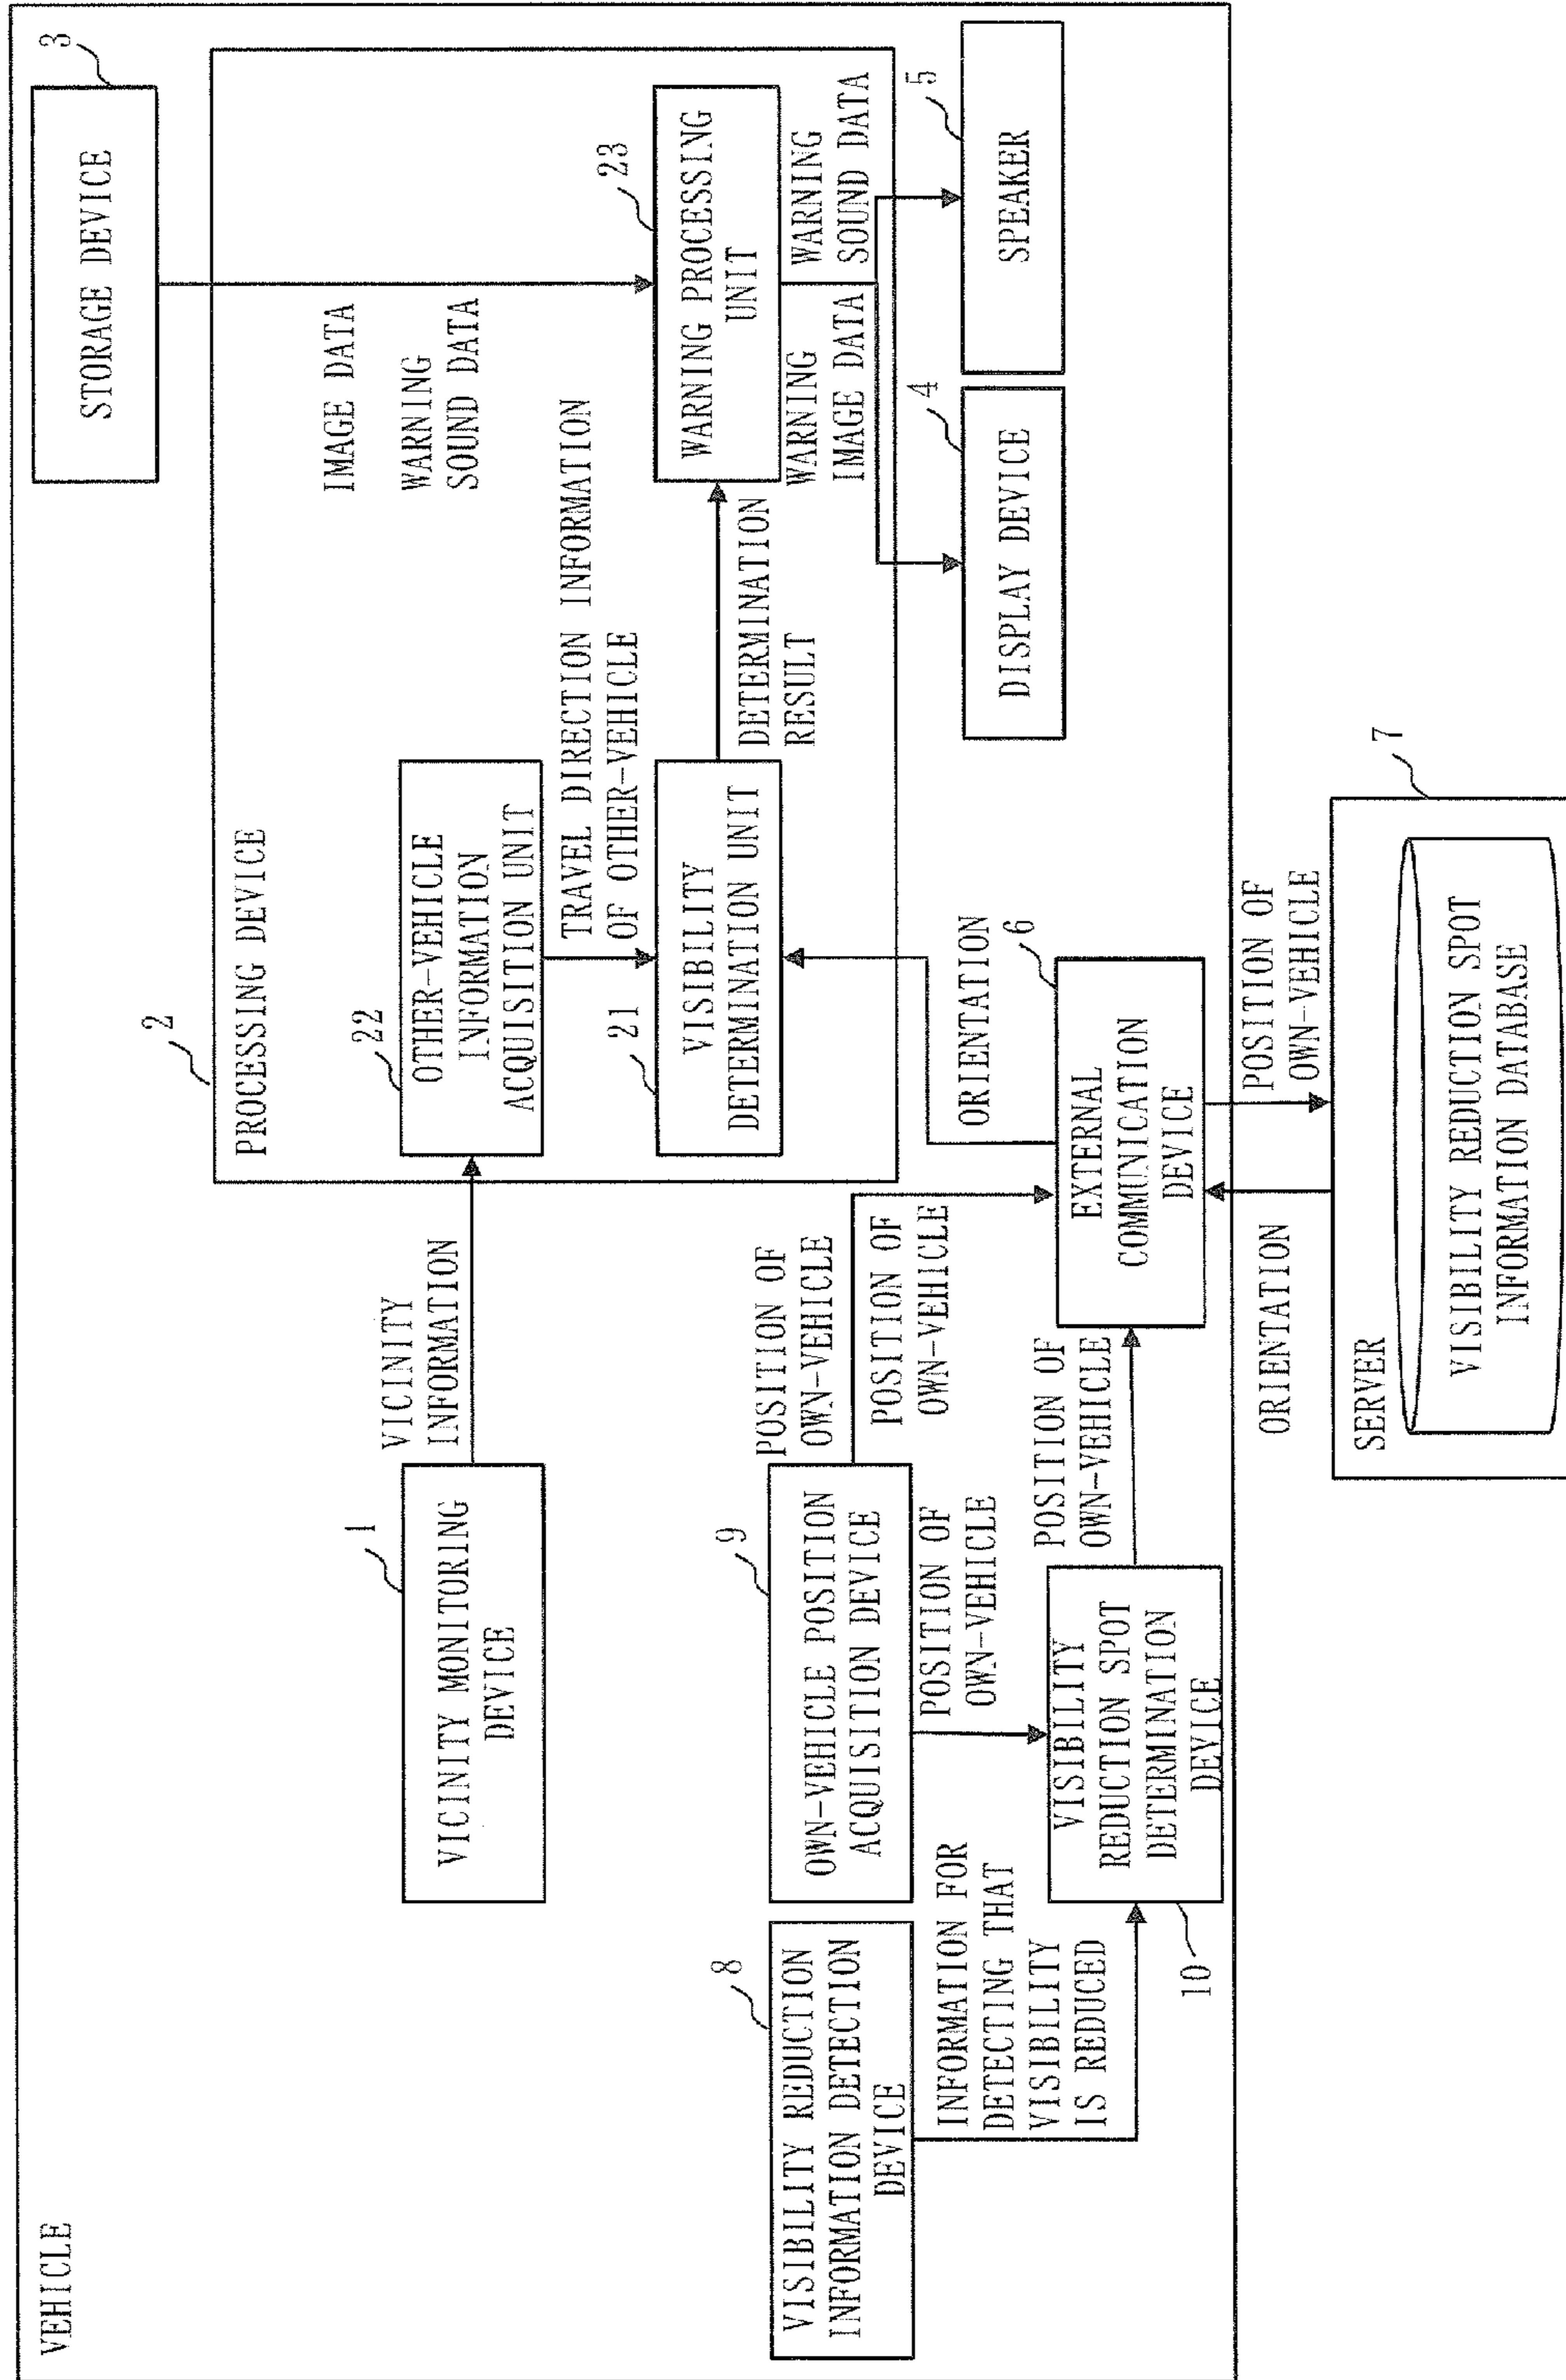 VEHICLE
3
STORAGE DEVICE
2
PROCESSING DEVICE
IMAGE DATA
WARNING
SOUND DATA
1
VICINITY MONITORING
DEVICE
VICINITY
INFORMATION
22
OTHER-VEHICLE
INFORMATION
ACQUISITION UNIT
TRAVEL DIRECTION INFORMATION
OF OTHER-VEHICLE
21
VISIBILITY
DETERMINATION UNIT
DETERMINATION
RESULT
23
WARNING PROCESSING
UNIT
WARNING
IMAGE DATA
WARNING
SOUND DATA
8
VISIBILITY REDUCTION
INFORMATION DETECTION
DEVICE
INFORMATION FOR
DETECTING THAT
VISIBILITY
IS REDUCED
9
OWN-VEHICLE POSITION
ACQUISITION DEVICE
POSITION OF
OWN-VEHICLE
POSITION OF
OWN-VEHICLE
POSITION OF
OWN-VEHICLE
10
VISIBILITY
REDUCTION SPOT
DETERMINATION
DEVICE
POSITION OF
OWN-VEHICLE
ORIENTATION
6
EXTERNAL
COMMUNICATION
DEVICE
4
DISPLAY DEVICE
5
SPEAKER
ORIENTATION
POSITION OF
OWN-VEHICLE
7
SERVER
VISIBILITY REDUCTION SPOT
INFORMATION DATABASE